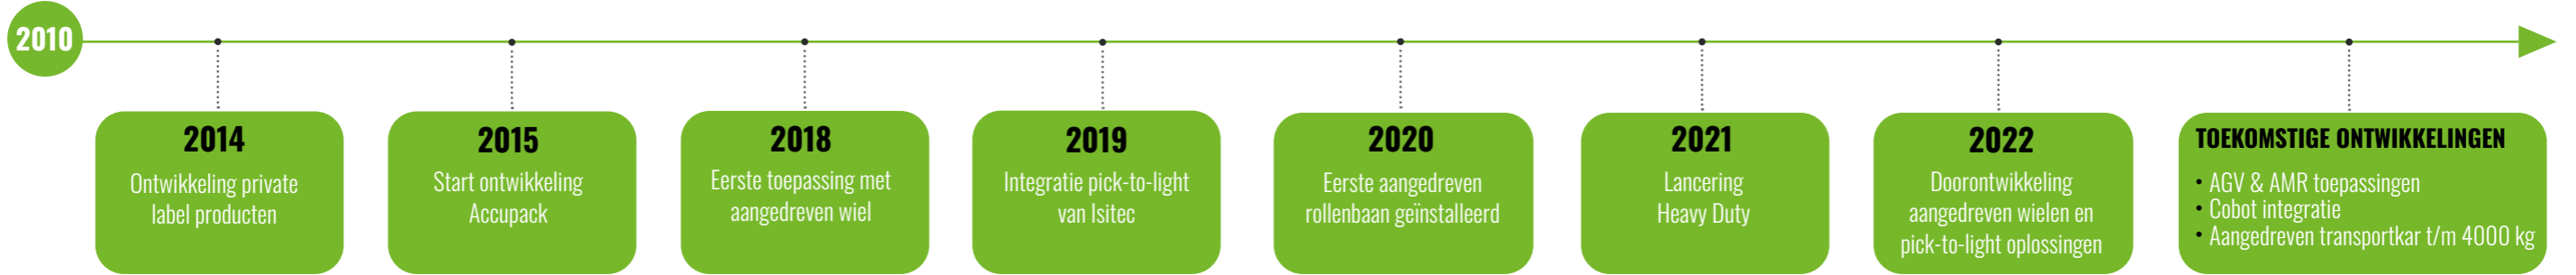 2010
2014
Ontwikkeling private
label producten
2015
Start ontwikkeling
Accupack
2018
Eerste toepassing met
aangedreven wiel
2019
Integratie pick-to-light
van Isitec
2020
Eerste aangedreven
rollenbaan geïnstalleerd
2021
Lancering
Heavy Duty
2022
Doorontwikkeling
aangedreven wielen en
pick-to-light oplossingen
TOEKOMSTIGE ONTWIKKELINGEN
• AGV & AMR toepassingen
• Cobot integratie
• Aangedreven transportkar t/m 4000 kg